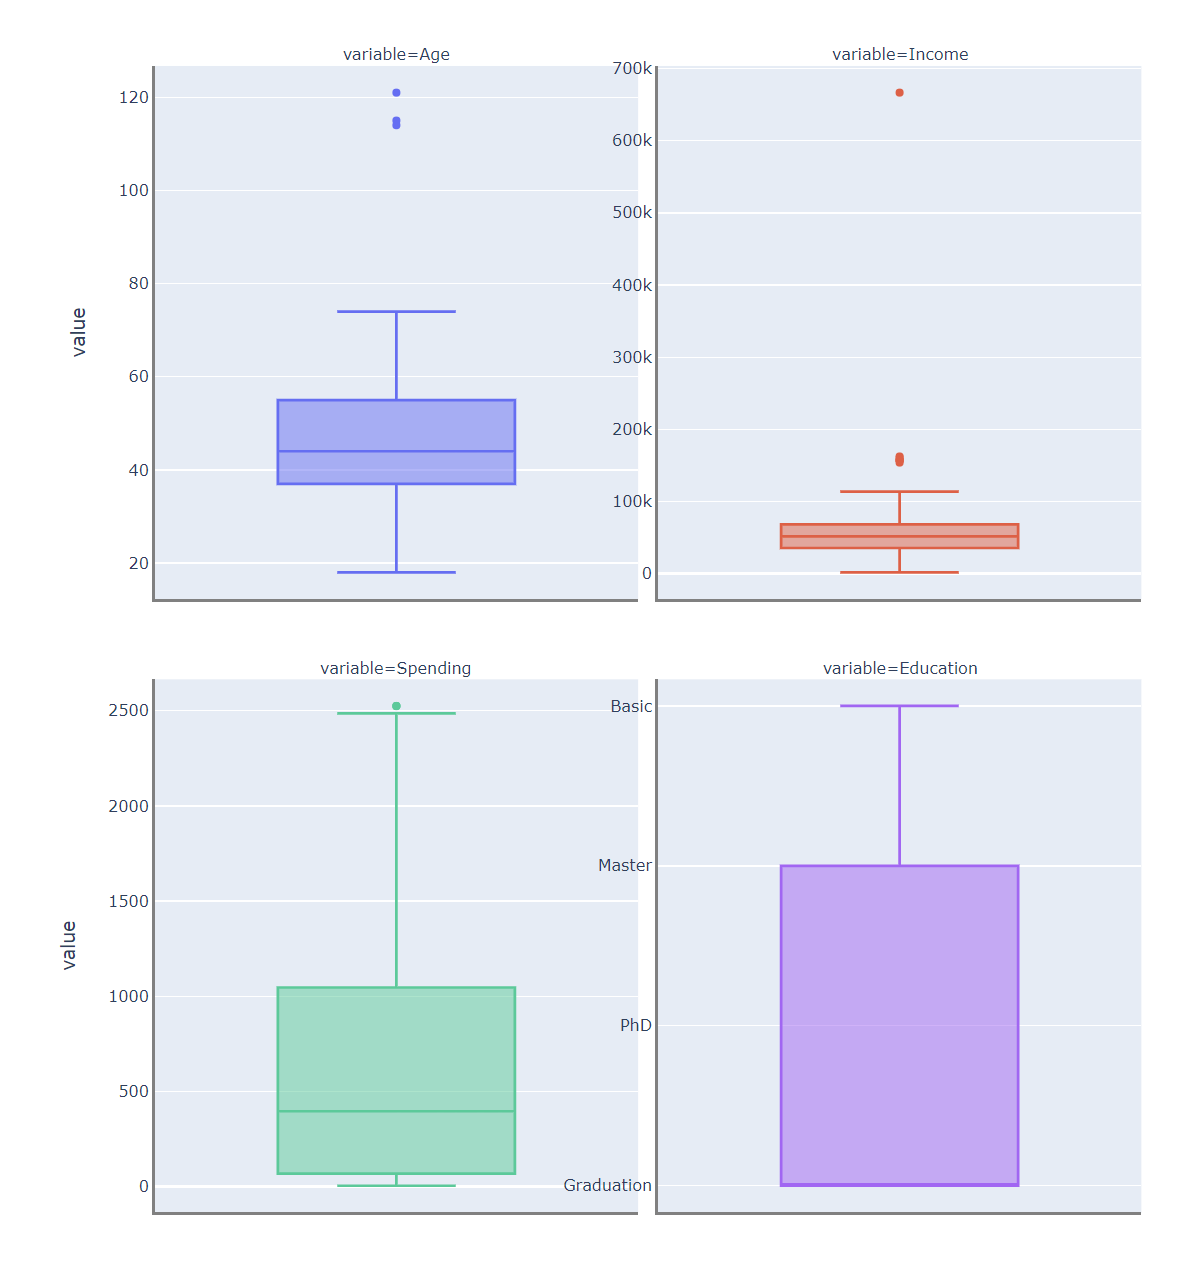 variable=Age
120
100
80
60
40
20
value
variable=Income
700k
600k
500k
400k
300k
200k
100k
0
variable=Spending
2500
2000
1500
1000
500
0
value
variable=Education
Basic
Master
PhD
Graduation